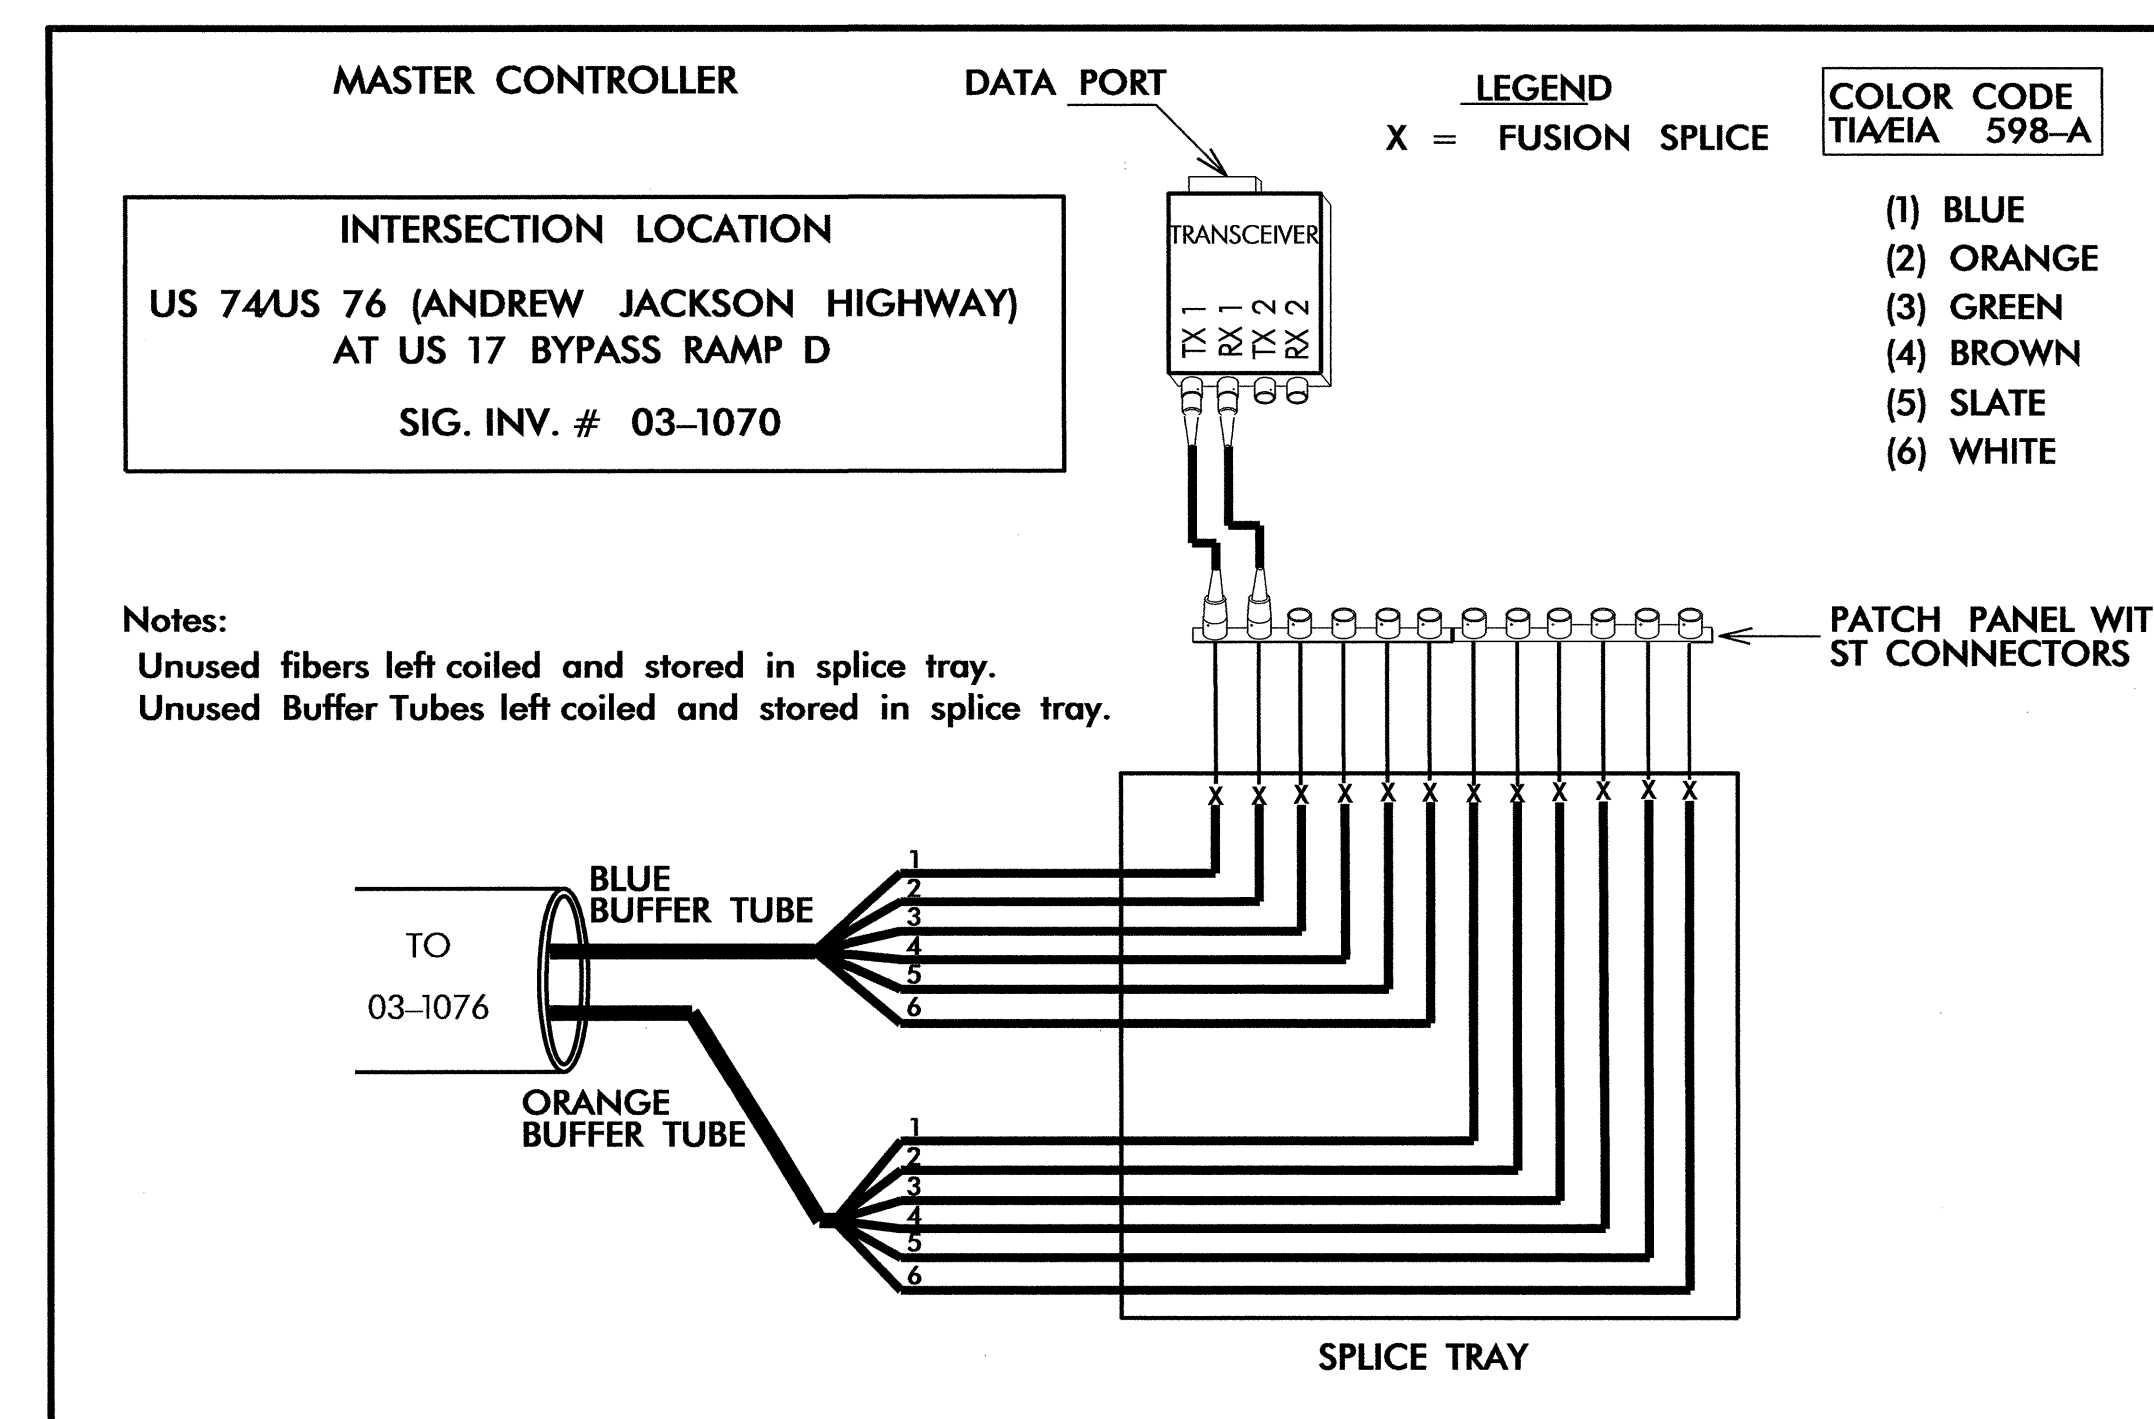 MASTER CONTROLLER
DATA PORT
LEGEND
X = FUSION SPLICE
COLOR CODE
TIA/EIA 598-A
(1) BLUE
(2) ORANGE
(3) GREEN
(4) BROWN
(5) SLATE
(6) WHITE
INTERSECTION LOCATION
US 74/US 76 (ANDREW JACKSON HIGHWAY)
AT US 17 BYPASS RAMP D
SIG. INV. # 03-1070
TRANSCEIVER
TX 1
RX 1
TX 2
RX 2
Notes:
Unused fibers left coiled and stored in splice tray.
Unused Buffer Tubes left coiled and stored in splice tray.
PATCH PANEL WIT
ST CONNECTORS
X X X X X X X X X X X X
BLUE
BUFFER TUBE
1
2
3
4
5
6
TO
03-1076
ORANGE
BUFFER TUBE
1
2
3
4
5
6
SPLICE TRAY